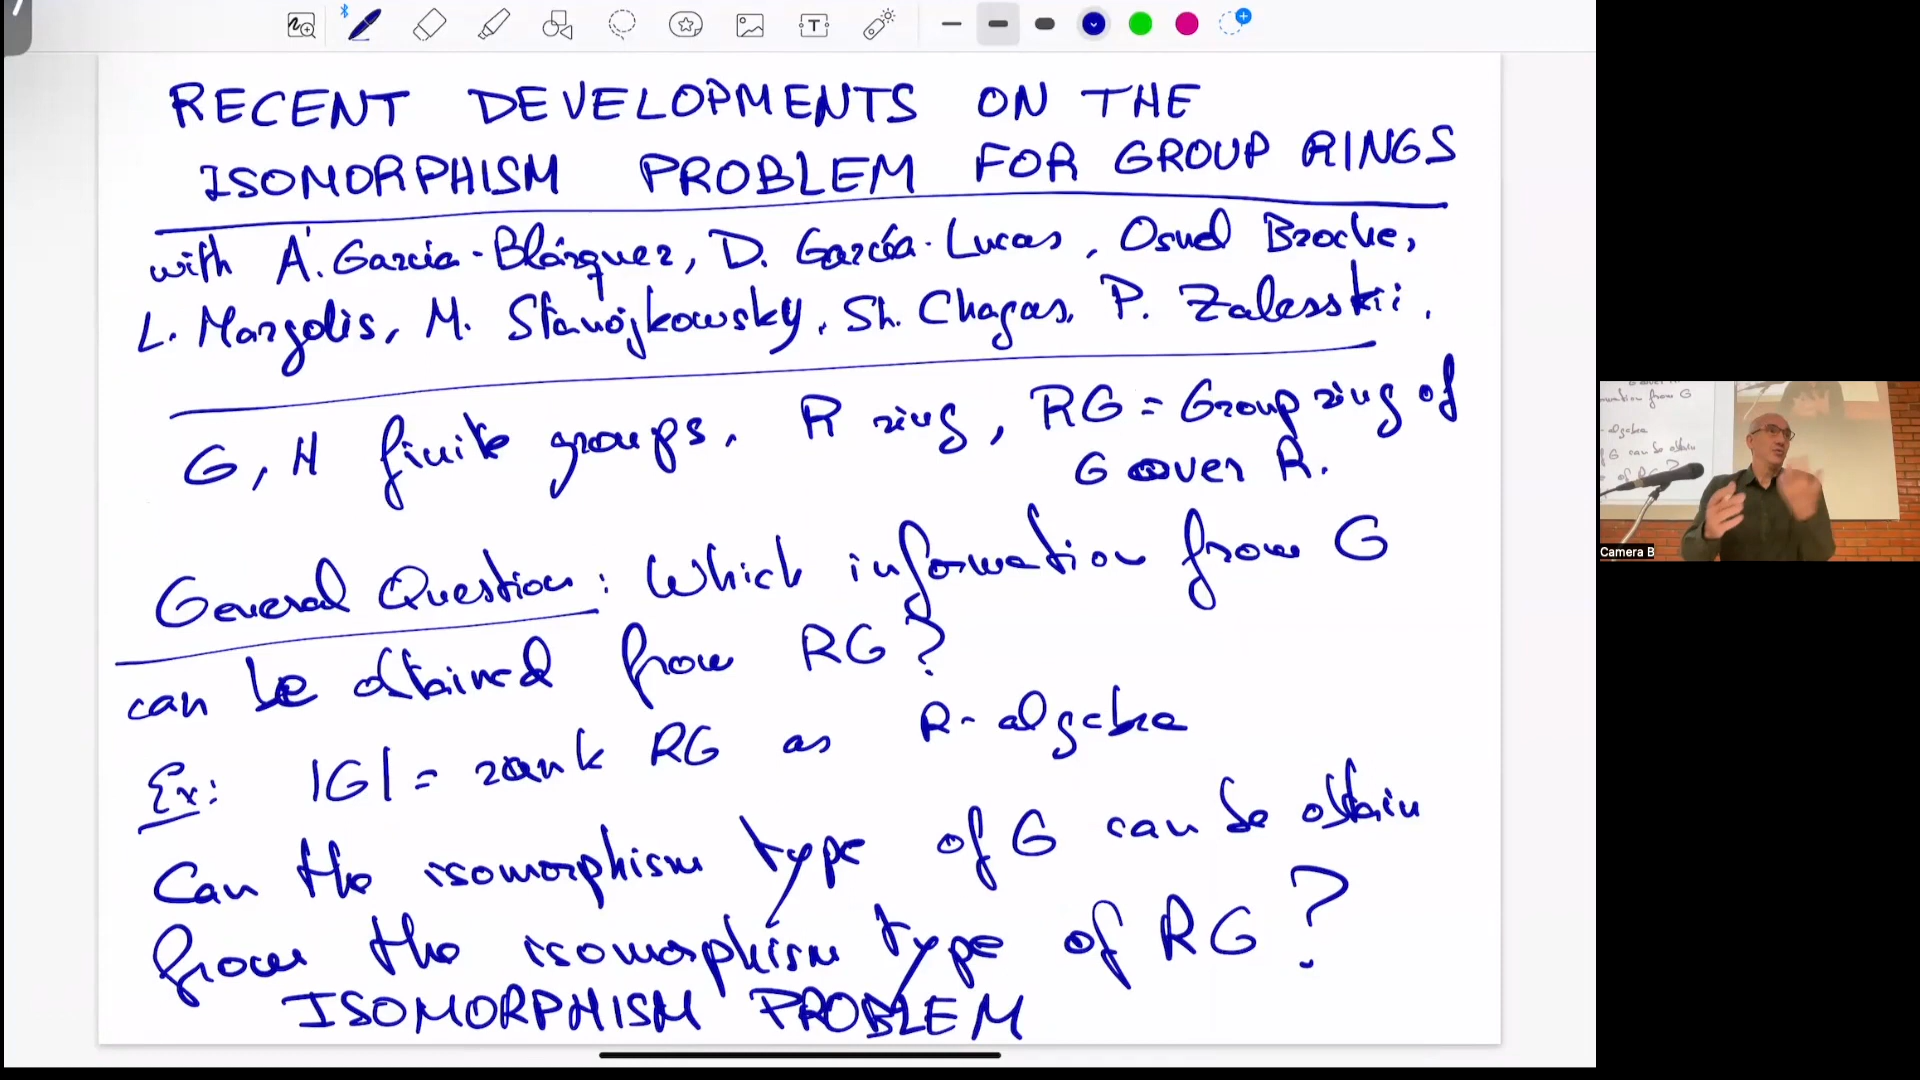 RECENT DEVELOPMENTS ON THE
ISOMORPHISM PROBLEM FOR GROUP RINGS
with A. García-Blázquez, D. García-Lucas, Osnel Broche,
L. Margolis, M. Stanojkowsky, Sh. Chagas, P. Zalesskii.
G, H finite groups. R ring, RG = Group ring of
G over R.
General Question: Which information from G
can be obtained from RG?
Ex: |G| = rank RG as R-algebra
Can the isomorphism type of G can be obtain
from the isomorphism type of RG?
ISOMORPHISM PROBLEM
Camera B